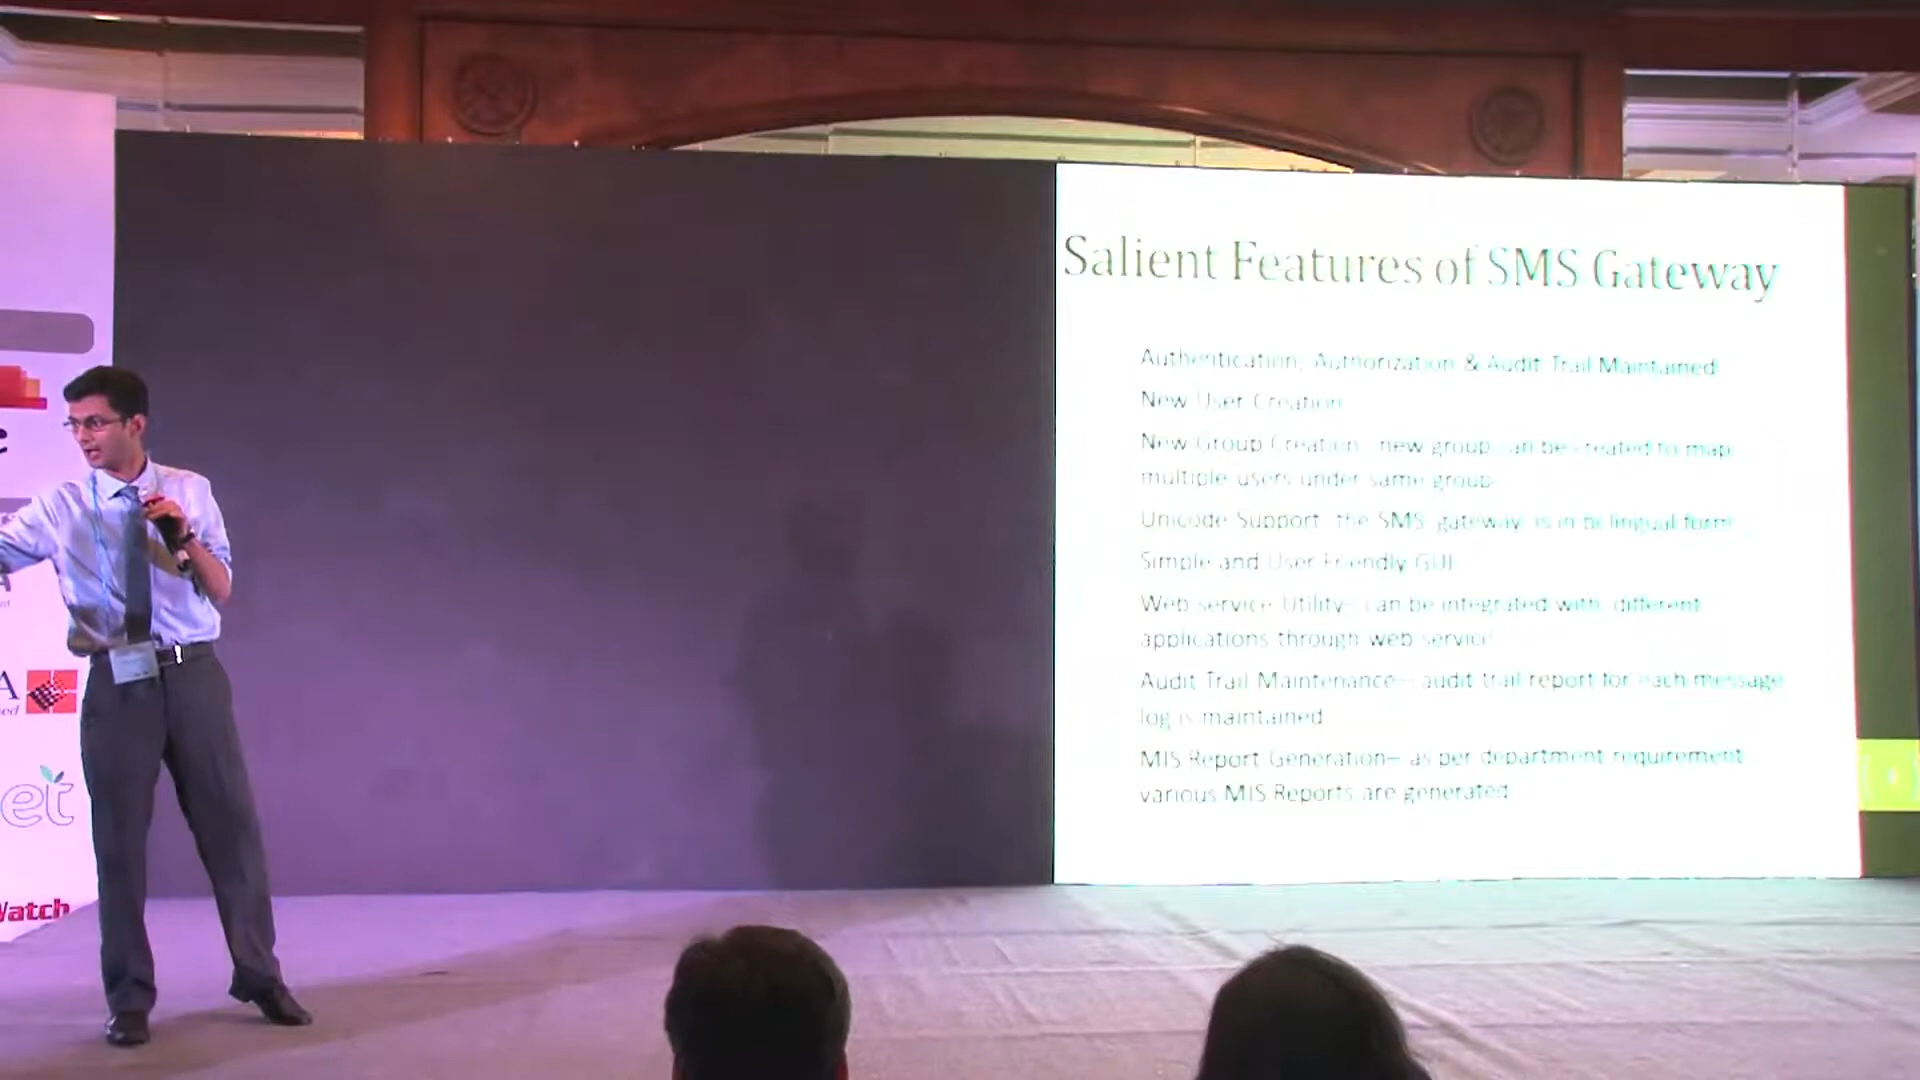 Salient Features of SMS Gateway
Authentication, Authorization & Audit Trail Maintained
New User Creation
New Group Creation– new group can be created to map
multiple users under same group
Unicode Support– the SMS gateway is in bi lingual form
Simple and User Friendly GUI
Web service Utility– can be integrated with different
applications through web service
Audit Trail Maintenance– audit trail report for each message
log is maintained
MIS Report Generation– as per department requirement
various MIS Reports are generated
A
et
Watch